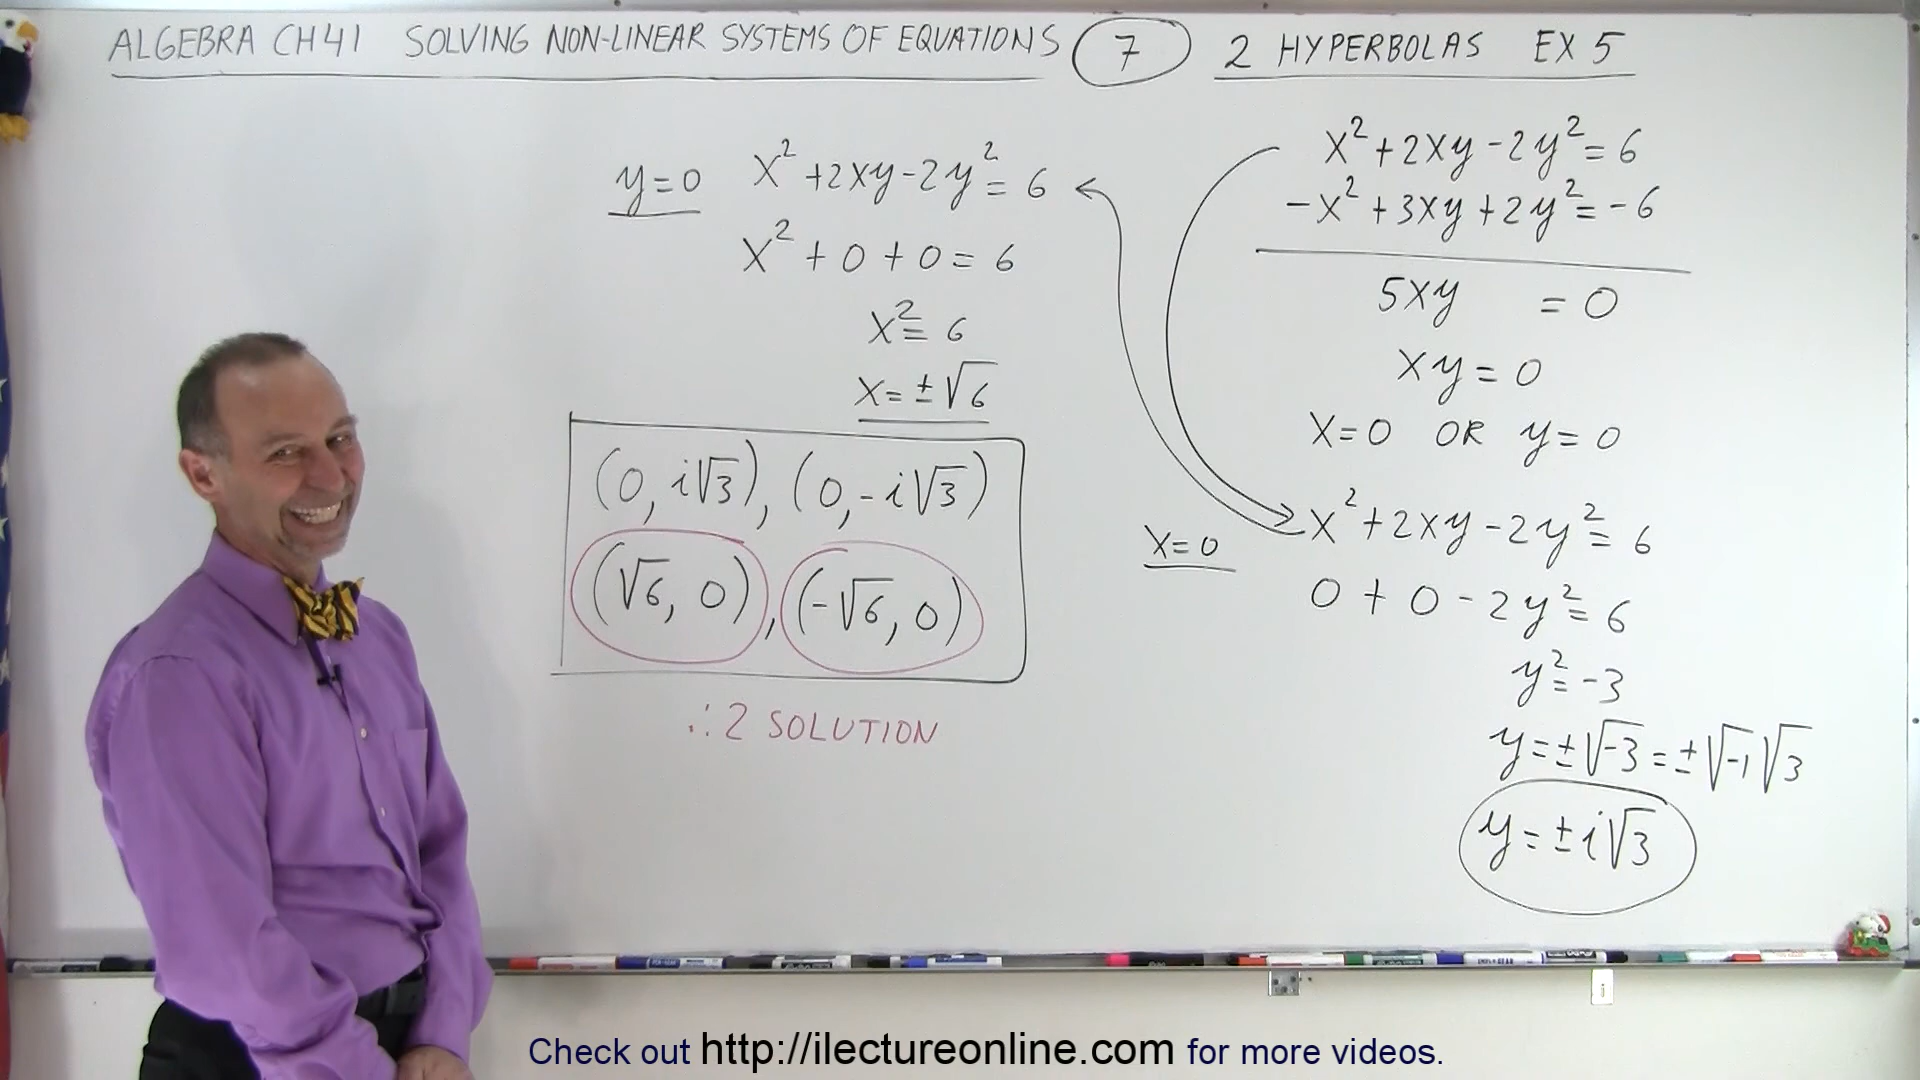 ALGEBRA CH 41 SOLVING NON-LINEAR SYSTEMS OF EQUATIONS 7 2 HYPERBOLAS EX 5
y=0 x²+2xy-2y²=6
x²+0+0=6
x²=6
x=±√6
(0, i√3), (0,-i√3)
(√6, 0), (-√6, 0)
∴2 SOLUTION
x²+2xy-2y²=6
-x²+3xy+2y²=-6
5xy =0
xy=0
x=0 OR y=0
x=0 x²+2xy-2y²=6
0+0-2y²=6
y²=-3
y=±√-3=±√-1√3
y=±i√3
Check out http://ilectureonline.com for more videos.